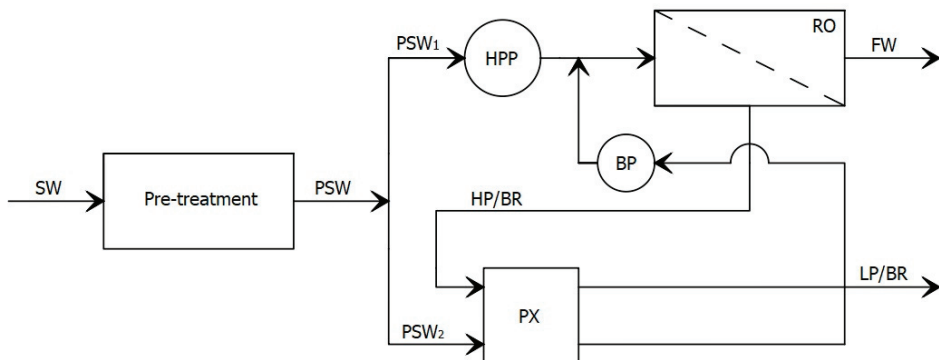 RO
PSW₁
FW
HPP
BP
SW
Pre-treatment
PSW
HP/BR
LP/BR
PX
PSW₂